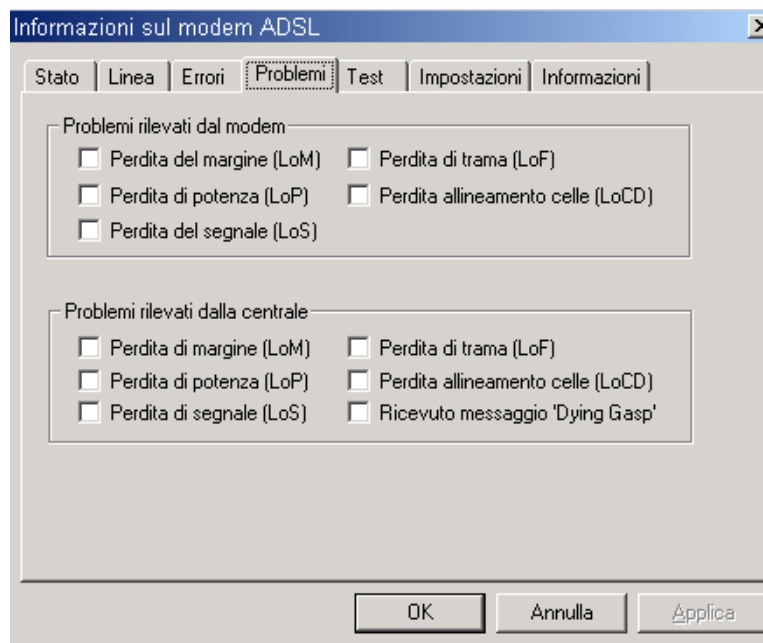 Informazioni sul modem ADSL
Stato Linea Errori Problemi Test Impostazioni Informazioni
Problemi rilevati dal modem
Perdita del margine (LoM) Perdita di trama (LoF)
Perdita di potenza (LoP) Perdita allineamento celle (LoCD)
Perdita del segnale (LoS)
Problemi rilevati dalla centrale
Perdita di margine (LoM) Perdita di trama (LoF)
Perdita di potenza (LoP) Perdita allineamento celle (LoCD)
Perdita di segnale (LoS) Ricevuto messaggio 'Dying Gasp'
OK Annulla Applica